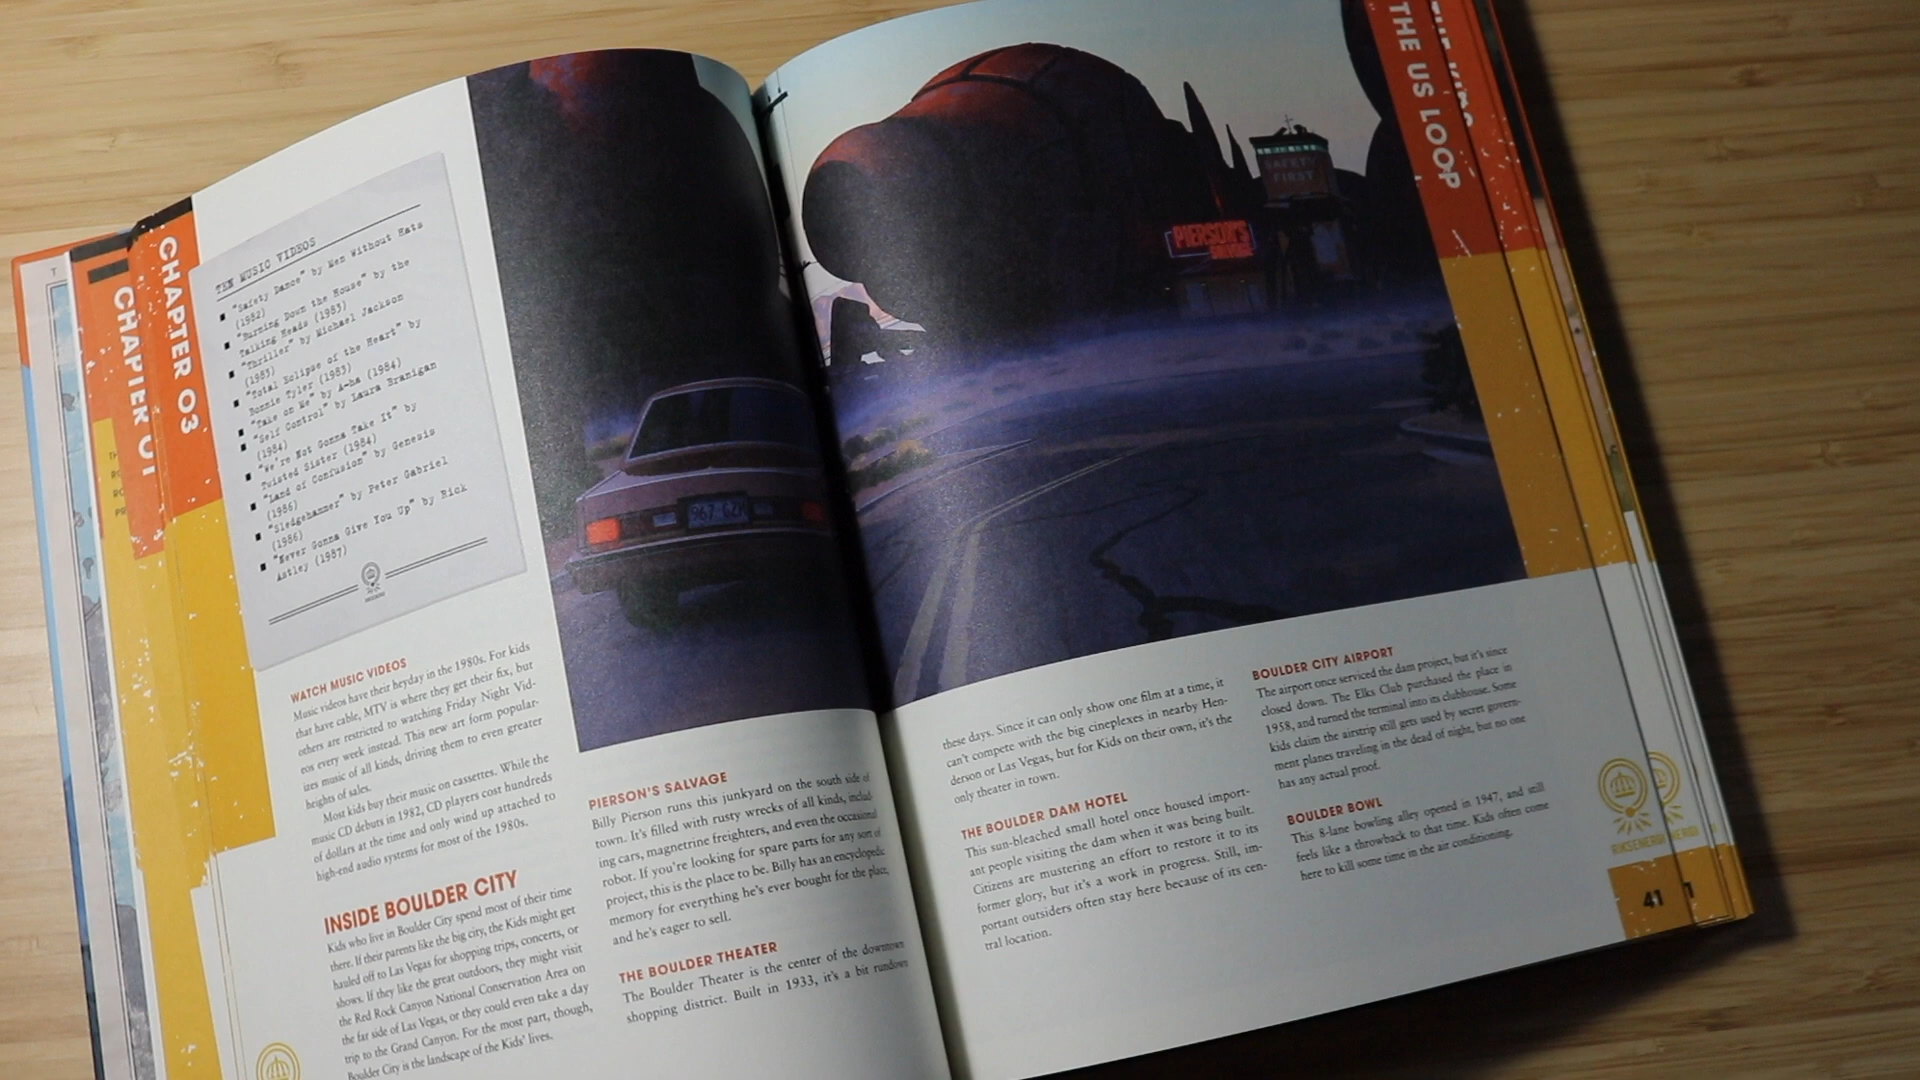 CHAPTER 03
TEN MUSIC VIDEOS
"Safety Dance" by Men Without Hats
(1982)
"Burning Down the House" by the
Talking Heads (1983)
"Thriller" by Michael Jackson
(1983)
"Total Eclipse of the Heart" by
Bonnie Tyler (1983)
"Take on Me" by A-ha (1984)
"Self Control" by Laura Branigan
(1984)
"We're Not Gonna Take It" by
Twisted Sister (1984)
"Land of Confusion" by Genesis
(1986)
"Sledgehammer" by Peter Gabriel
(1986)
"Never Gonna Give You Up" by Rick
Astley (1987)
WATCH MUSIC VIDEOS
Music videos have their heyday in the 1980s. For kids
that have cable, MTV is where they get their fix, but
others are restricted to watching Friday Night Vid-
eos every week instead. This new art form popular-
izes music of all kinds, driving them to even greater
heights of sales.
Most kids buy their music on cassettes. While the
music CD debuts in 1982, CD players cost hundreds
of dollars at the time and only wind up attached to
high-end audio systems for most of the 1980s.
INSIDE BOULDER CITY
Kids who live in Boulder City spend most of their time
there. If their parents like the big city, the Kids might get
hauled off to Las Vegas for shopping trips, concerts, or
shows. If they like the great outdoors, they might visit
the Red Rock Canyon National Conservation Area on
the far side of Las Vegas, or they could even take a day
trip to the Grand Canyon. For the most part, though,
Boulder City is the landscape of the Kids' lives.
PIERSON'S SALVAGE
Billy Pierson runs this junkyard on the south side of
town. It's filled with rusty wrecks of all kinds, includ-
ing cars, magnetrine freighters, and even the occasional
robot. If you're looking for spare parts for any sort of
project, this is the place to be. Billy has an encyclopedic
memory for everything he's ever bought for the place,
and he's eager to sell.
THE BOULDER THEATER
The Boulder Theater is the center of the downtown
shopping district. Built in 1933, it's a bit rundown
PIERSON'S
SALVAGE
SAFETY
FIRST
THE US LOOP
these days. Since it can only show one film at a time, it
can't compete with the big cineplexes in nearby Hen-
derson or Las Vegas, but for Kids on their own, it's the
only theater in town.
THE BOULDER DAM HOTEL
This sun-bleached small hotel once housed import-
ant people visiting the dam when it was being built.
Citizens are mustering an effort to restore it to its
former glory, but it's a work in progress. Still, im-
portant outsiders often stay here because of its cen-
tral location.
BOULDER CITY AIRPORT
The airport once serviced the dam project, but it's since
closed down. The Elks Club purchased the place in
1958, and turned the terminal into its clubhouse. Some
kids claim the airstrip still gets used by secret govern-
ment planes traveling in the dead of night, but no one
has any actual proof.
BOULDER BOWL
This 8-lane bowling alley opened in 1947, and still
feels like a throwback to that time. Kids often come
here to kill some time in the air conditioning.
RIKSENERGI
41